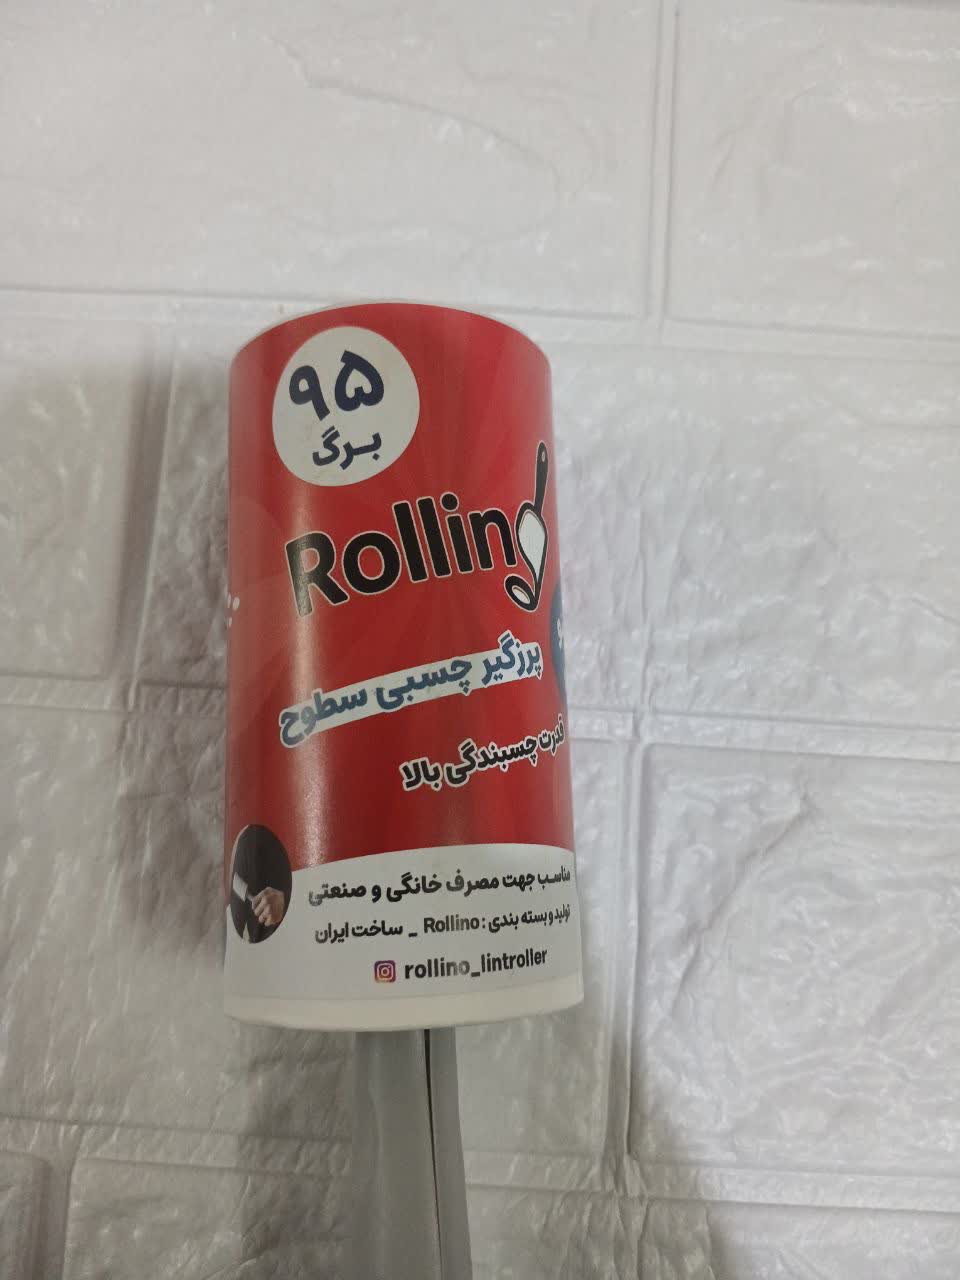 ۹۵
برگ
Rollino
پرزگیر چسبی سطوح
قدرت چسبندگی بالا
مناسب جهت مصرف خانگی و صنعتی
تولید و بسته بندی : Rollino _ ساخت ایران
rollino_lintroller